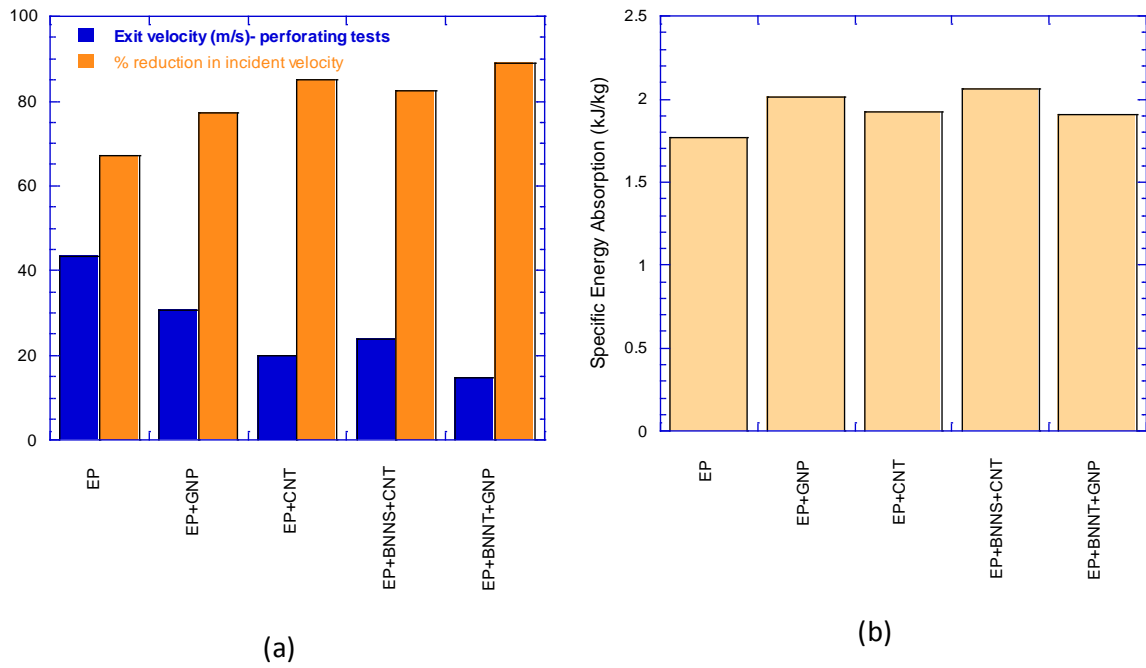 100
80
60
40
20
0
Exit velocity (m/s)- perforating tests
% reduction in incident velocity
EP
EP+GNP
EP+CNT
EP+BNNS+CNT
EP+BNNT+GNP
(a)
2.5
2
1.5
1
0.5
0
Specific Energy Absorption (kJ/kg)
EP
EP+GNP
EP+CNT
EP+BNNS+CNT
EP+BNNT+GNP
(b)